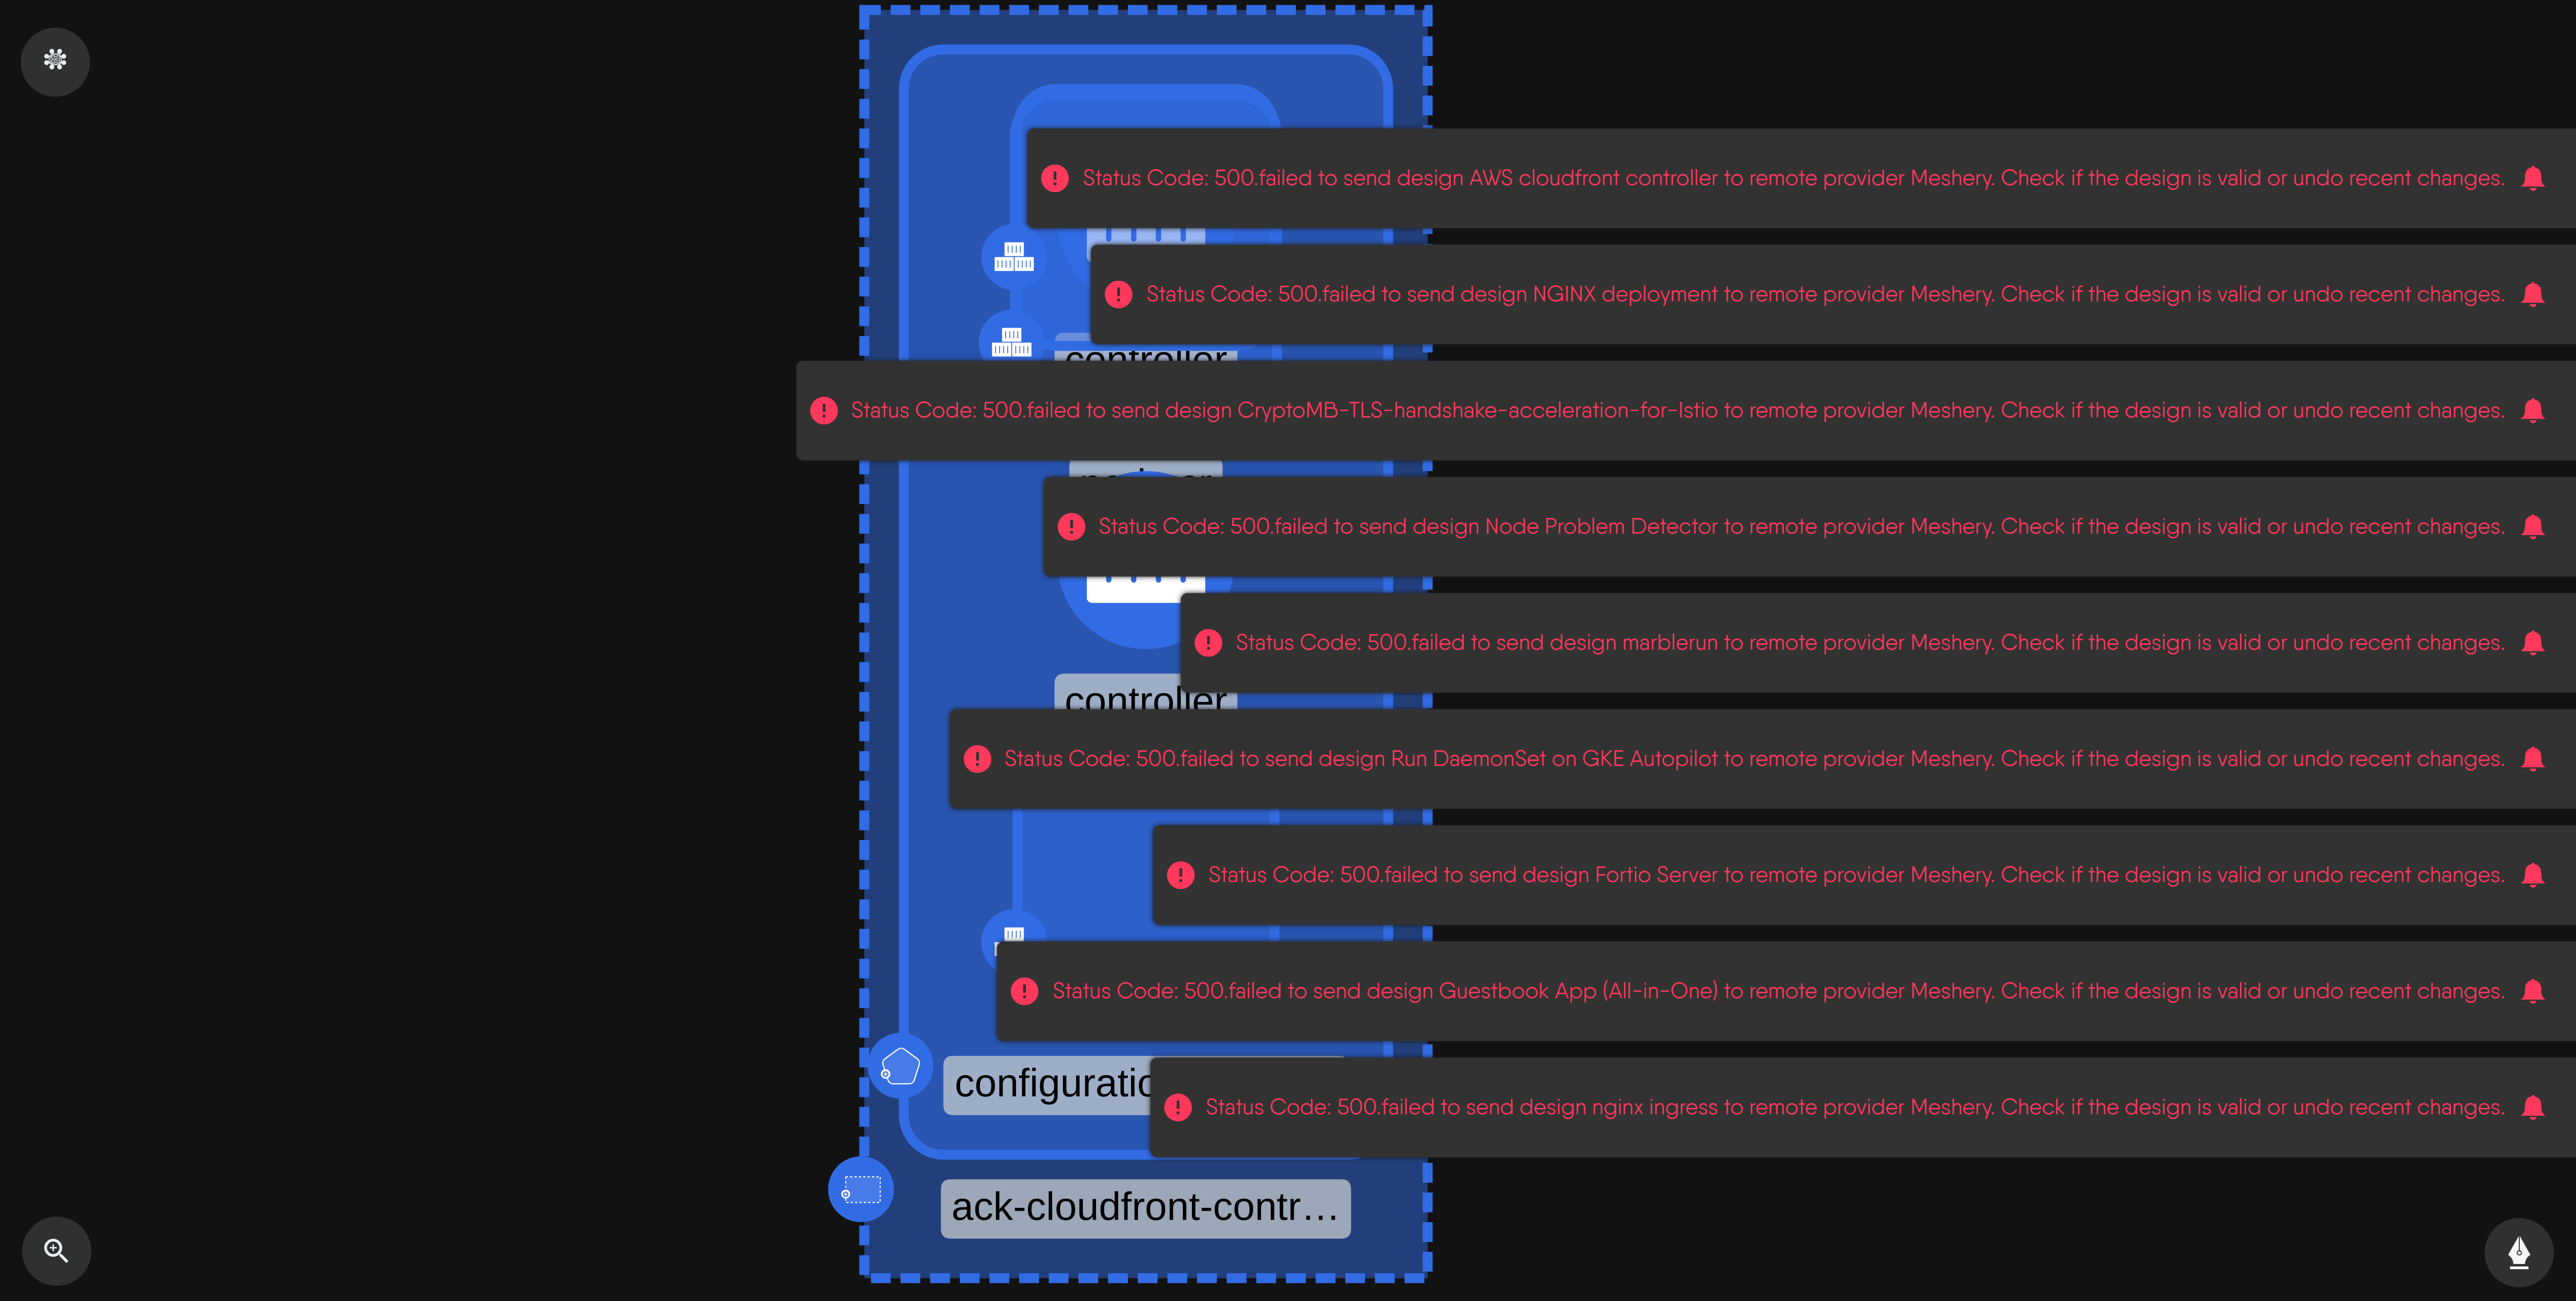 Status Code: 500.failed to send design AWS cloudfront controller to remote provider Meshery. Check if the design is valid or undo recent changes.
Status Code: 500.failed to send design NGINX deployment to remote provider Meshery. Check if the design is valid or undo recent changes.
controller
Status Code: 500.failed to send design CryptoMB-TLS-handshake-acceleration-for-Istio to remote provider Meshery. Check if the design is valid or undo recent changes.
Status Code: 500.failed to send design Node Problem Detector to remote provider Meshery. Check if the design is valid or undo recent changes.
Status Code: 500.failed to send design marblerun to remote provider Meshery. Check if the design is valid or undo recent changes.
controller
Status Code: 500.failed to send design Run DaemonSet on GKE Autopilot to remote provider Meshery. Check if the design is valid or undo recent changes.
Status Code: 500.failed to send design Fortio Server to remote provider Meshery. Check if the design is valid or undo recent changes.
Status Code: 500.failed to send design Guestbook App (All-in-One) to remote provider Meshery. Check if the design is valid or undo recent changes.
configuratio
Status Code: 500.failed to send design nginx ingress to remote provider Meshery. Check if the design is valid or undo recent changes.
ack-cloudfront-contr…